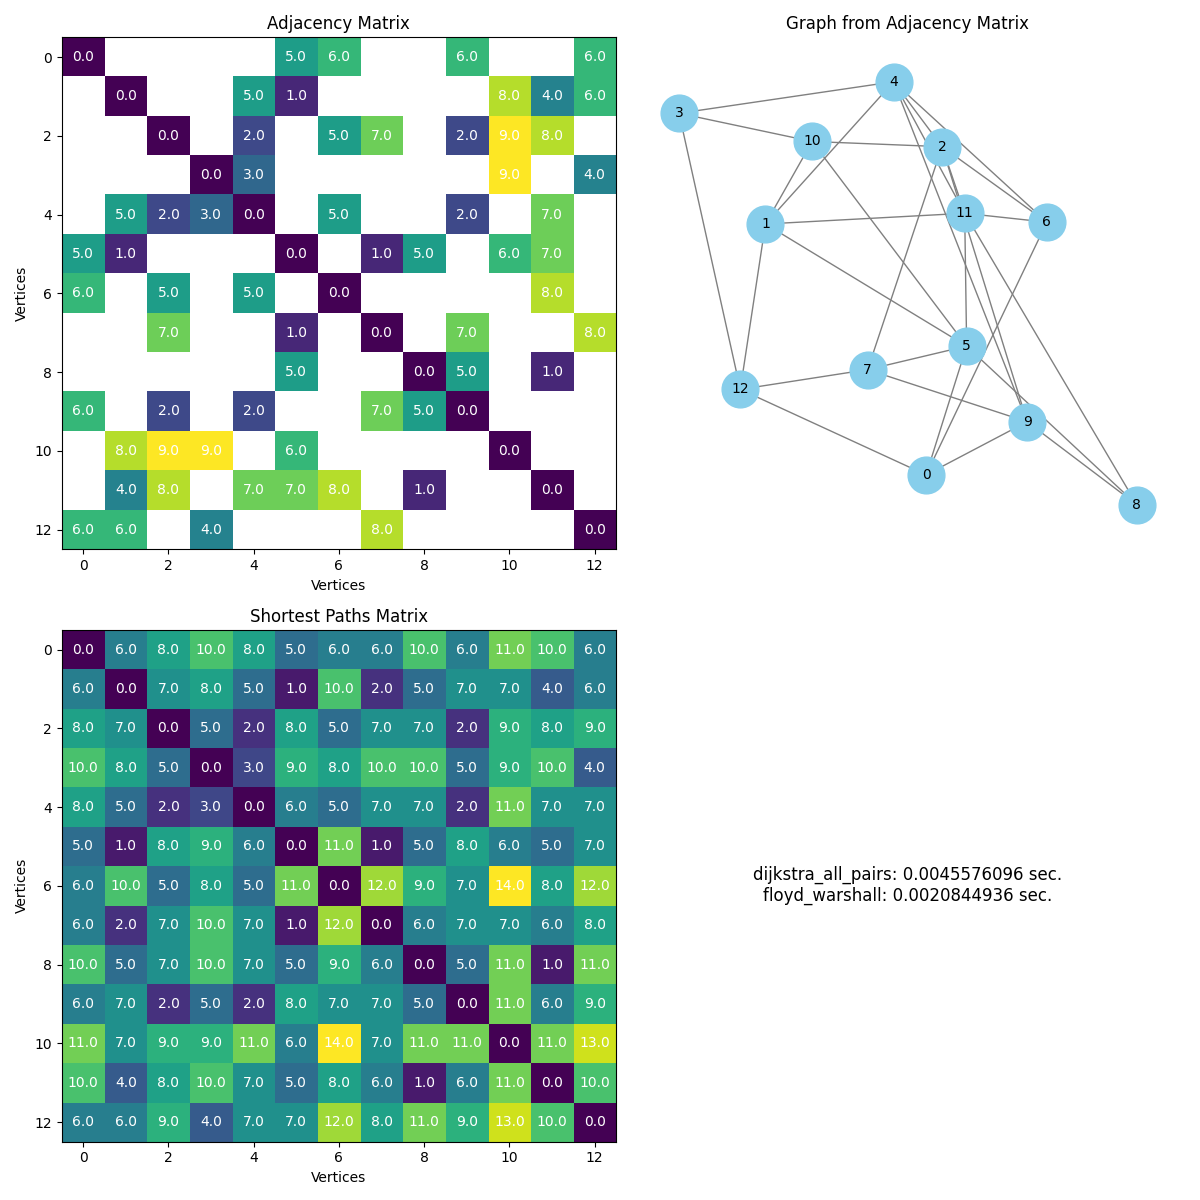 Adjacency Matrix
0 0.0 5.0 6.0 6.0 6.0
0.0 5.0 1.0 8.0 4.0 6.0
2 0.0 2.0 5.0 7.0 2.0 9.0 8.0
0.0 3.0 9.0 4.0
4 5.0 2.0 3.0 0.0 5.0 2.0 7.0
5.0 1.0 0.0 1.0 5.0 6.0 7.0
6 6.0 5.0 5.0 0.0 8.0
7.0 1.0 0.0 7.0 8.0
8 5.0 0.0 5.0 1.0
6.0 2.0 2.0 7.0 5.0 0.0
10 8.0 9.0 9.0 6.0 0.0
4.0 8.0 7.0 7.0 8.0 1.0 0.0
12 6.0 6.0 4.0 8.0 0.0
0 2 4 6 8 10 12
Vertices
Vertices
Graph from Adjacency Matrix
4
3
10
2
11
6
1
5
7
12
9
0
8
Shortest Paths Matrix
0 0.0 6.0 8.0 10.0 8.0 5.0 6.0 6.0 10.0 6.0 11.0 10.0 6.0
6.0 0.0 7.0 8.0 5.0 1.0 10.0 2.0 5.0 7.0 7.0 4.0 6.0
2 8.0 7.0 0.0 5.0 2.0 8.0 5.0 7.0 7.0 2.0 9.0 8.0 9.0
10.0 8.0 5.0 0.0 3.0 9.0 8.0 10.0 10.0 5.0 9.0 10.0 4.0
4 8.0 5.0 2.0 3.0 0.0 6.0 5.0 7.0 7.0 2.0 11.0 7.0 7.0
5.0 1.0 8.0 9.0 6.0 0.0 11.0 1.0 5.0 8.0 6.0 5.0 7.0
6 6.0 10.0 5.0 8.0 5.0 11.0 0.0 12.0 9.0 7.0 14.0 8.0 12.0
6.0 2.0 7.0 10.0 7.0 1.0 12.0 0.0 6.0 7.0 7.0 6.0 8.0
8 10.0 5.0 7.0 10.0 7.0 5.0 9.0 6.0 0.0 5.0 11.0 1.0 11.0
6.0 7.0 2.0 5.0 2.0 8.0 7.0 7.0 5.0 0.0 11.0 6.0 9.0
10 11.0 7.0 9.0 9.0 11.0 6.0 14.0 7.0 11.0 11.0 0.0 11.0 13.0
10.0 4.0 8.0 10.0 7.0 5.0 8.0 6.0 1.0 6.0 11.0 0.0 10.0
12 6.0 6.0 9.0 4.0 7.0 7.0 12.0 8.0 11.0 9.0 13.0 10.0 0.0
0 2 4 6 8 10 12
Vertices
Vertices
dijkstra_all_pairs: 0.0045576096 sec.
floyd_warshall: 0.0020844936 sec.